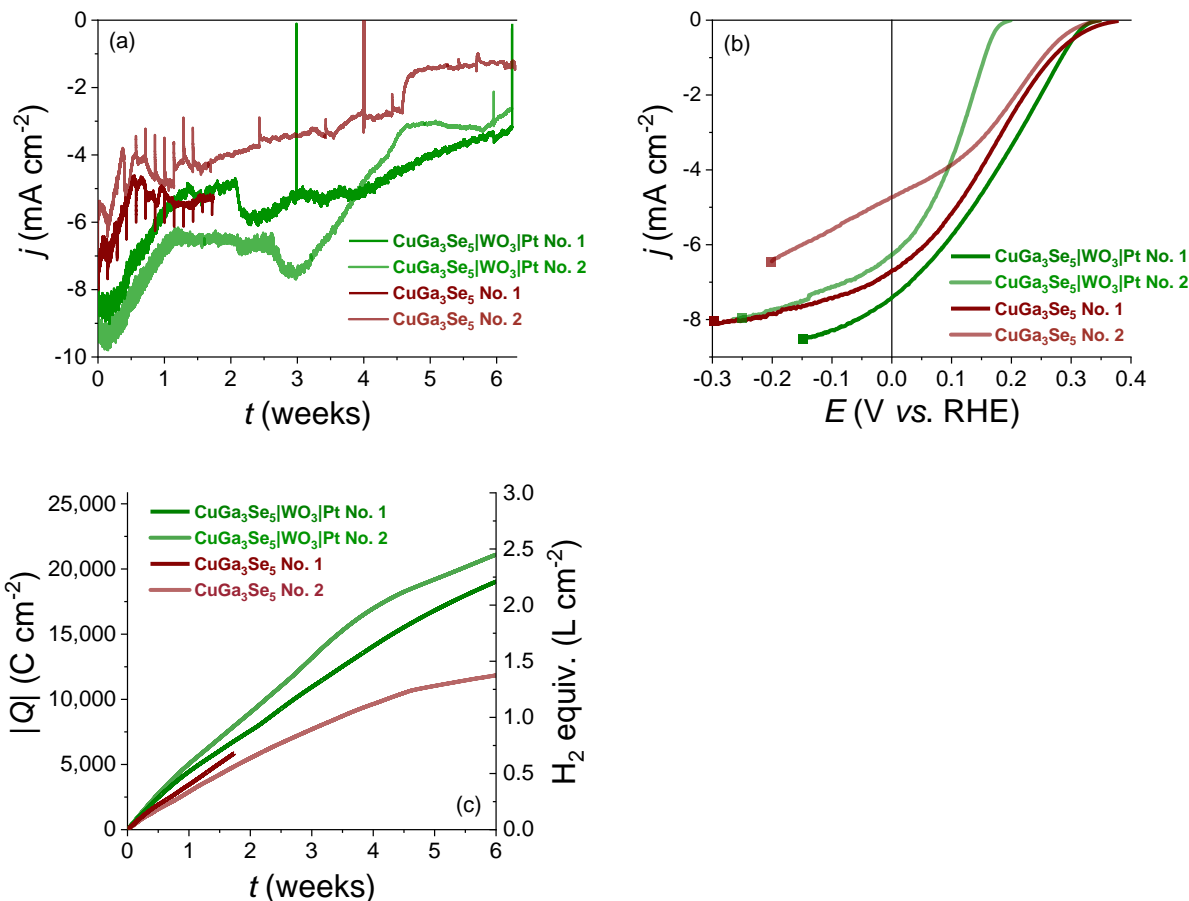 (a)
0
-2
-4
-6
-8
-10
j (mA cm⁻²)
CuGa₃Se₅|WO₃|Pt No. 1
CuGa₃Se₅|WO₃|Pt No. 2
CuGa₃Se₅ No. 1
CuGa₃Se₅ No. 2
0 1 2 3 4 5 6
t (weeks)
(b)
0
-2
-4
-6
-8
-10
j (mA cm⁻²)
CuGa₃Se₅|WO₃|Pt No. 1
CuGa₃Se₅|WO₃|Pt No. 2
CuGa₃Se₅ No. 1
CuGa₃Se₅ No. 2
-0.3 -0.2 -0.1 0.0 0.1 0.2 0.3 0.4
E (V vs. RHE)
25,000
20,000
15,000
10,000
5,000
0
|Q| (C cm⁻²)
CuGa₃Se₅|WO₃|Pt No. 1
CuGa₃Se₅|WO₃|Pt No. 2
CuGa₃Se₅ No. 1
CuGa₃Se₅ No. 2
(c)
3.0
2.5
2.0
1.5
1.0
0.5
0.0
H₂ equiv. (L cm⁻²)
0 1 2 3 4 5 6
t (weeks)